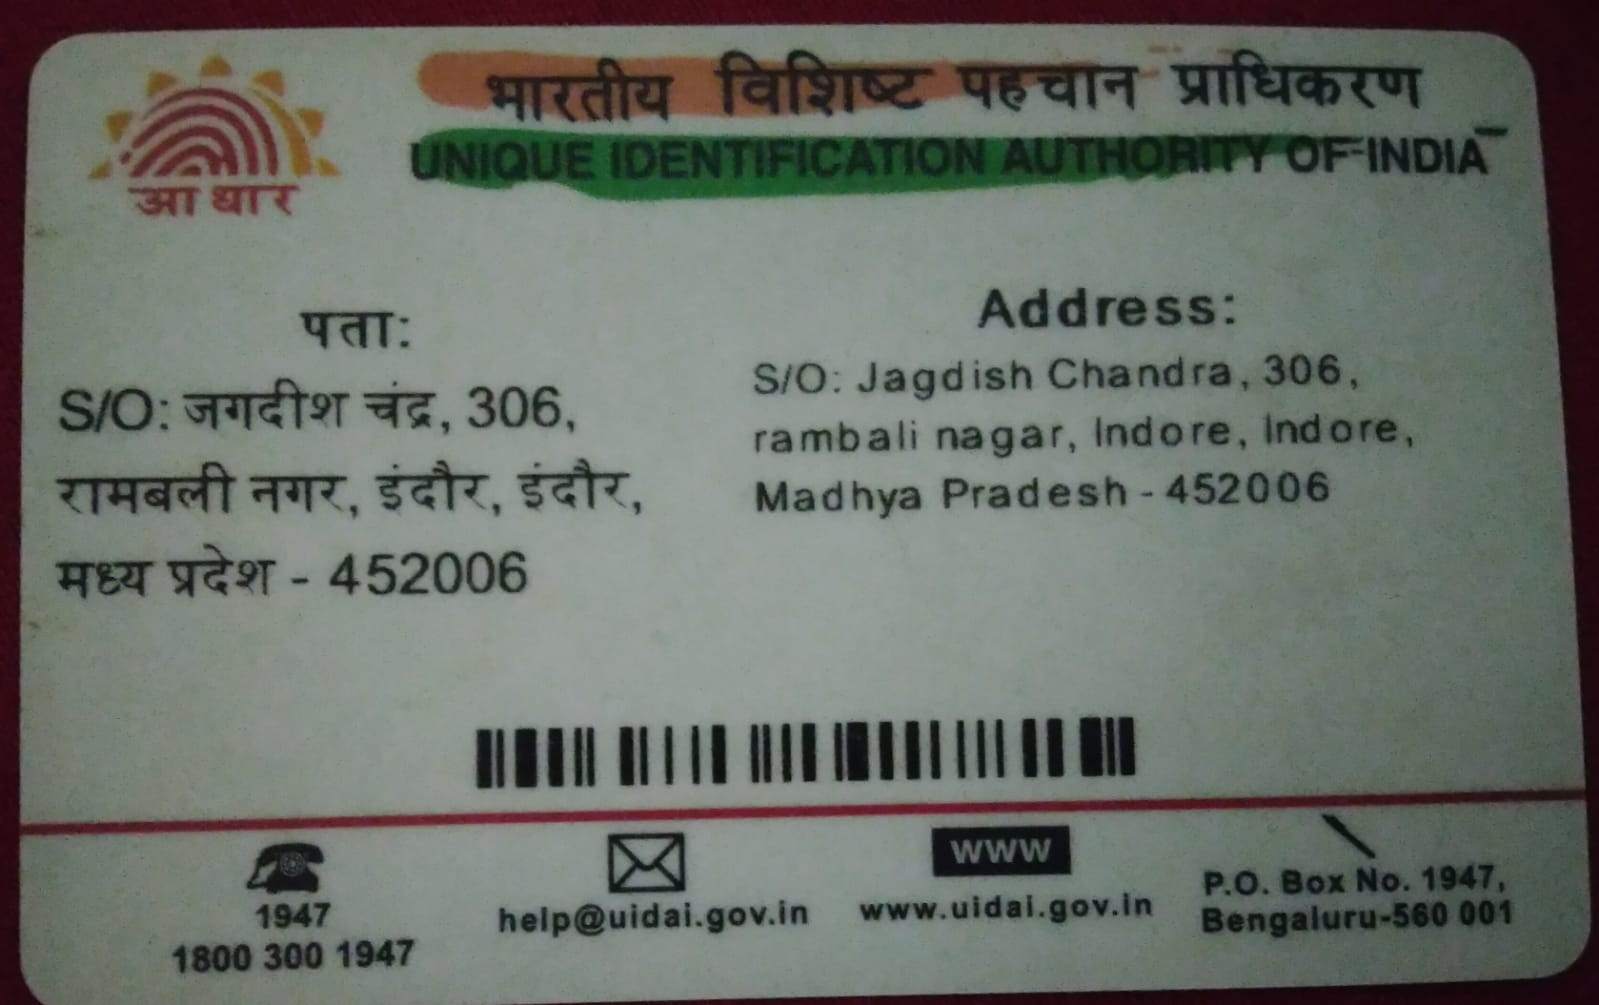 भारतीय विशिष्ट पहचान प्राधिकरण
UNIQUE IDENTIFICATION AUTHORITY OF INDIA
आधार
पता:
S/O: जगदीश चंद्र, 306,
रामबली नगर, इंदौर, इंदौर,
मध्य प्रदेश - 452006
Address:
S/O: Jagdish Chandra, 306,
rambali nagar, Indore, Indore,
Madhya Pradesh - 452006
1947
1800 300 1947
help@uidai.gov.in
WWW
www.uidai.gov.in
P.O. Box No. 1947,
Bengaluru-560 001